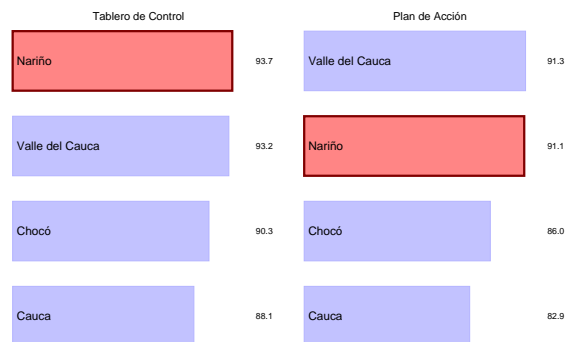 Tablero de Control
Nariño 93.7
Valle del Cauca 93.2
Chocó 90.3
Cauca 88.1
Plan de Acción
Valle del Cauca 91.3
Nariño 91.1
Chocó 86.0
Cauca 82.9